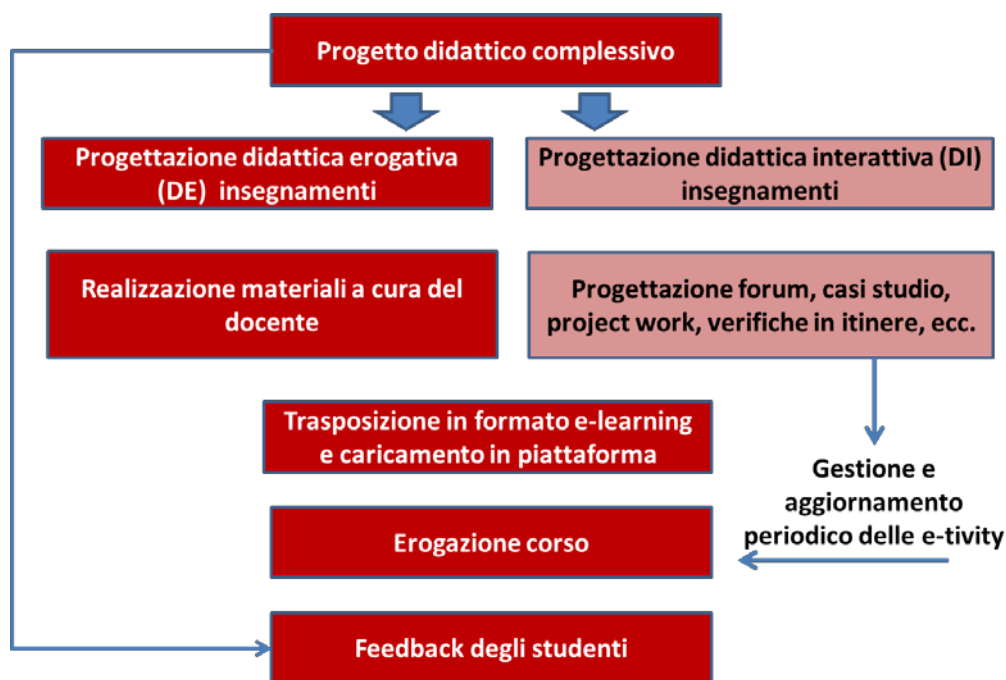 Progetto didattico complessivo
Progettazione didattica erogativa
(DE) insegnamenti
Progettazione didattica interattiva (DI)
insegnamenti
Realizzazione materiali a cura del
docente
Progettazione forum, casi studio,
project work, verifiche in itinere, ecc.
Trasposizione in formato e-learning
e caricamento in piattaforma
Gestione e
aggiornamento
periodico delle e-tivity
Erogazione corso
Feedback degli studenti